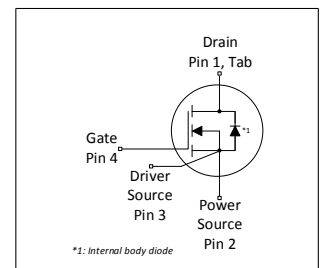 Drain
Pin 1, Tab
*1
Gate
Pin 4
Driver
Source
Pin 3
Power
Source
Pin 2
*1: Internal body diode